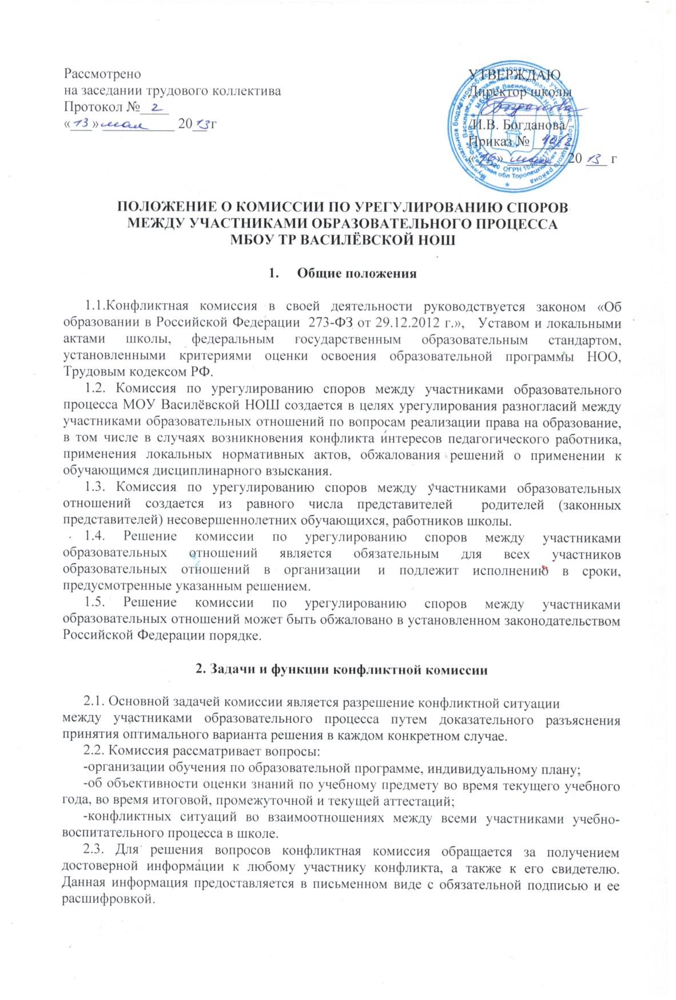 Рассмотрено
на заседании трудового коллектива
Протокол № 2
«13» мая 2013г
УТВЕРЖДАЮ
Директор школы
/И.В. Богданова/
Приказ №
«16» мая 20 13 г
ПОЛОЖЕНИЕ О КОМИССИИ ПО УРЕГУЛИРОВАНИЮ СПОРОВ
МЕЖДУ УЧАСТНИКАМИ ОБРАЗОВАТЕЛЬНОГО ПРОЦЕССА
МБОУ ТР ВАСИЛЁВСКОЙ НОШ
1. Общие положения
1.1.Конфликтная комиссия в своей деятельности руководствуется законом «Об
образовании в Российской Федерации 273-ФЗ от 29.12.2012 г.», Уставом и локальными
актами школы, федеральным государственным образовательным стандартом,
установленными критериями оценки освоения образовательной программы НОО,
Трудовым кодексом РФ.
1.2. Комиссия по урегулированию споров между участниками образовательного
процесса МОУ Василёвской НОШ создается в целях урегулирования разногласий между
участниками образовательных отношений по вопросам реализации права на образование,
в том числе в случаях возникновения конфликта интересов педагогического работника,
применения локальных нормативных актов, обжалования решений о применении к
обучающимся дисциплинарного взыскания.
1.3. Комиссия по урегулированию споров между участниками образовательных
отношений создается из равного числа представителей родителей (законных
представителей) несовершеннолетних обучающихся, работников школы.
1.4. Решение комиссии по урегулированию споров между участниками
образовательных отношений является обязательным для всех участников
образовательных отношений в организации и подлежит исполнению в сроки,
предусмотренные указанным решением.
1.5. Решение комиссии по урегулированию споров между участниками
образовательных отношений может быть обжаловано в установленном законодательством
Российской Федерации порядке.
2. Задачи и функции конфликтной комиссии
2.1. Основной задачей комиссии является разрешение конфликтной ситуации
между участниками образовательного процесса путем доказательного разъяснения
принятия оптимального варианта решения в каждом конкретном случае.
2.2. Комиссия рассматривает вопросы:
-организации обучения по образовательной программе, индивидуальному плану;
-об объективности оценки знаний по учебному предмету во время текущего учебного
года, во время итоговой, промежуточной и текущей аттестаций;
-конфликтных ситуаций во взаимоотношениях между всеми участниками учебно-
воспитательного процесса в школе.
2.3. Для решения вопросов конфликтная комиссия обращается за получением
достоверной информации к любому участнику конфликта, а также к его свидетелю.
Данная информация предоставляется в письменном виде с обязательной подписью и ее
расшифровкой.